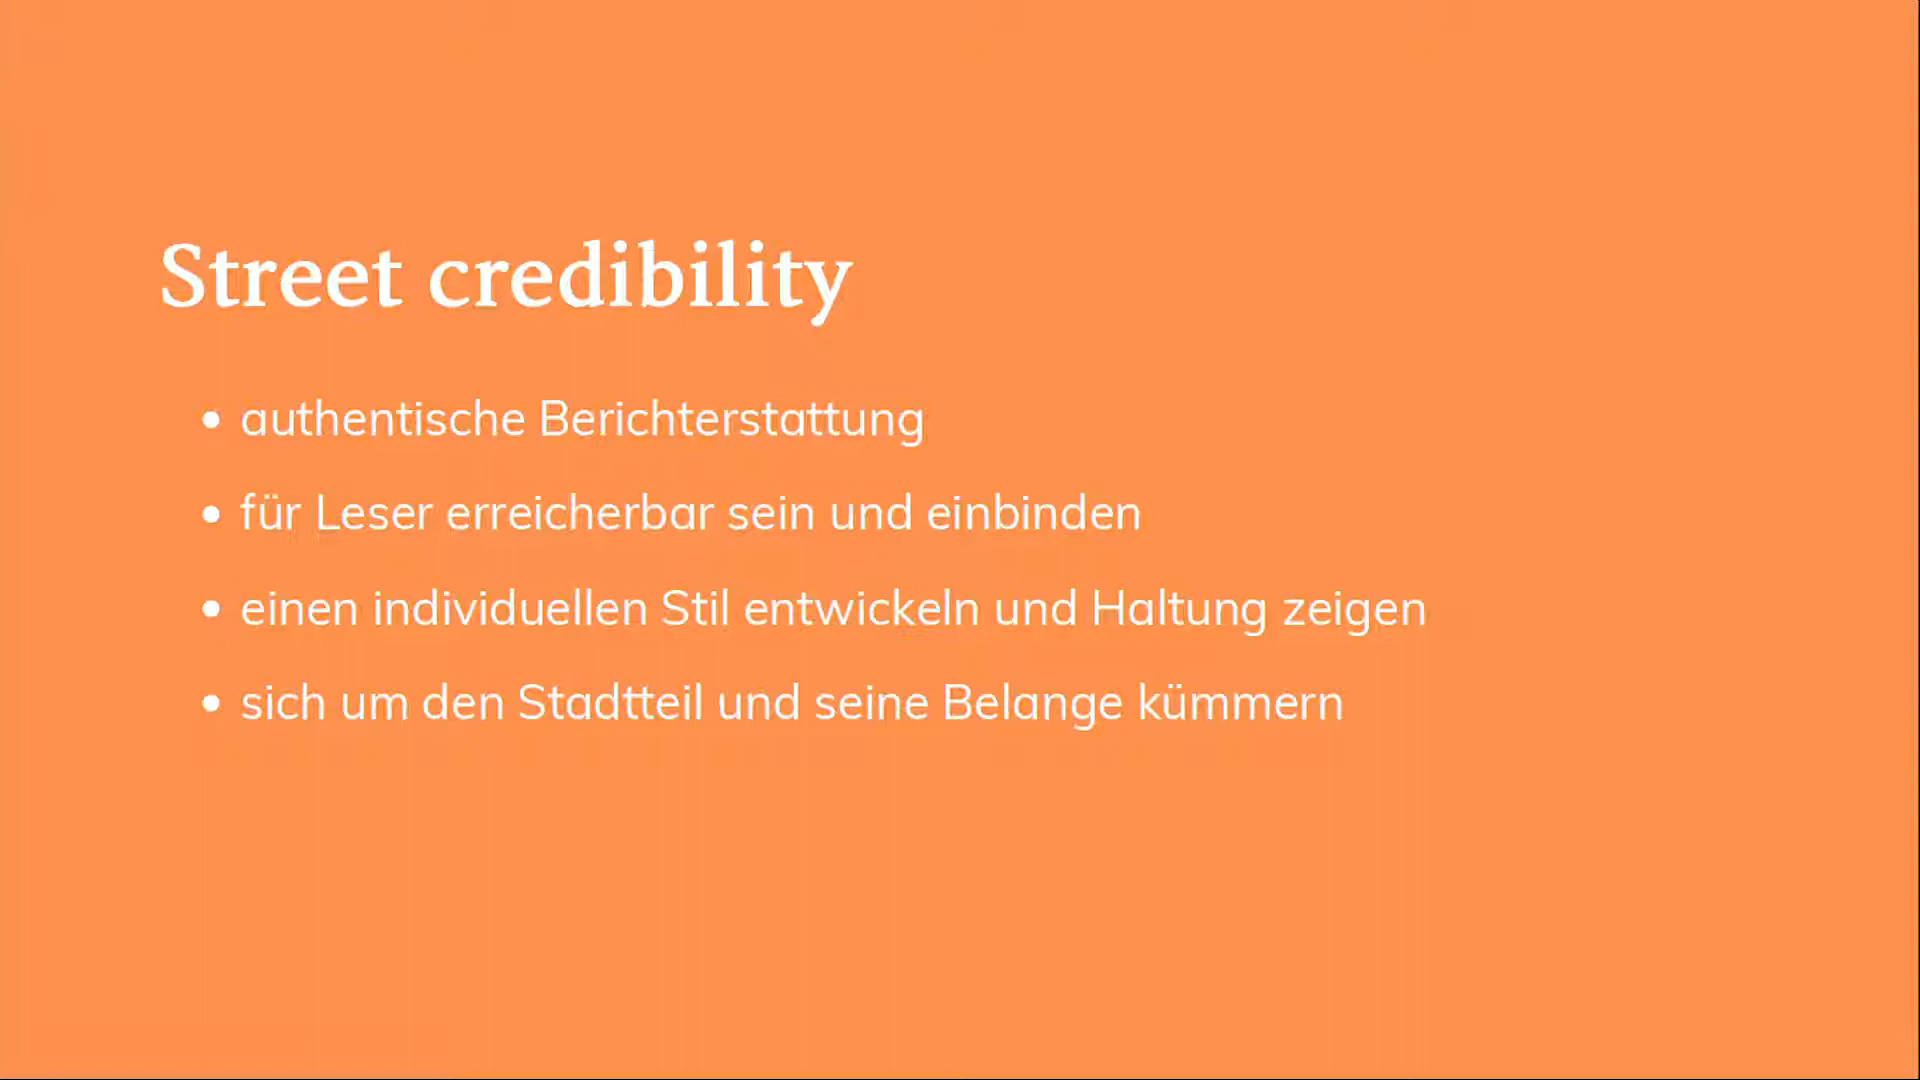 Street credibility
• authentische Berichterstattung
• für Leser erreicherbar sein und einbinden
• einen individuellen Stil entwickeln und Haltung zeigen
• sich um den Stadtteil und seine Belange kümmern